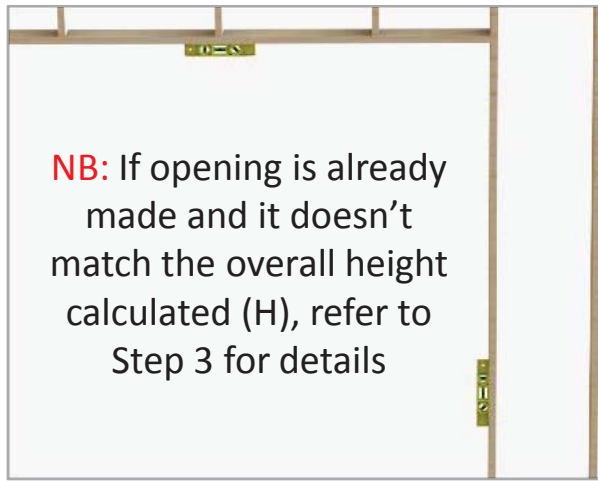 NB: If opening is already
made and it doesn’t
match the overall height
calculated (H), refer to
Step 3 for details